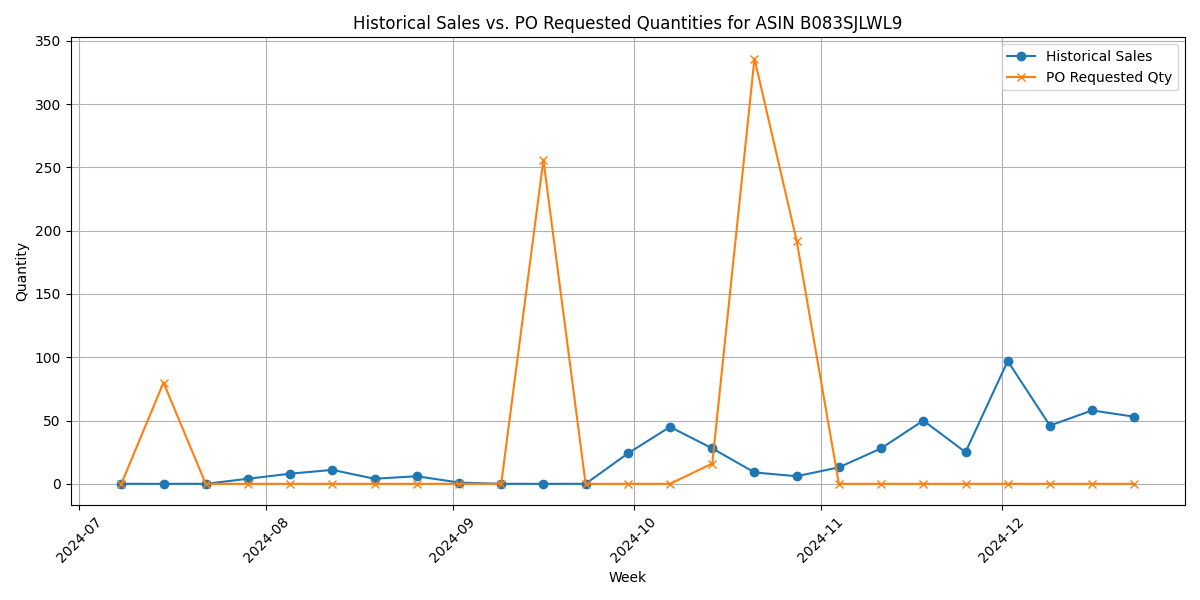 Historical Sales vs. PO Requested Quantities for ASIN B083SJLWL9
Historical Sales
PO Requested Qty
Quantity
350
300
250
200
150
100
50
0
2024-07
2024-08
2024-09
2024-10
2024-11
2024-12
Week